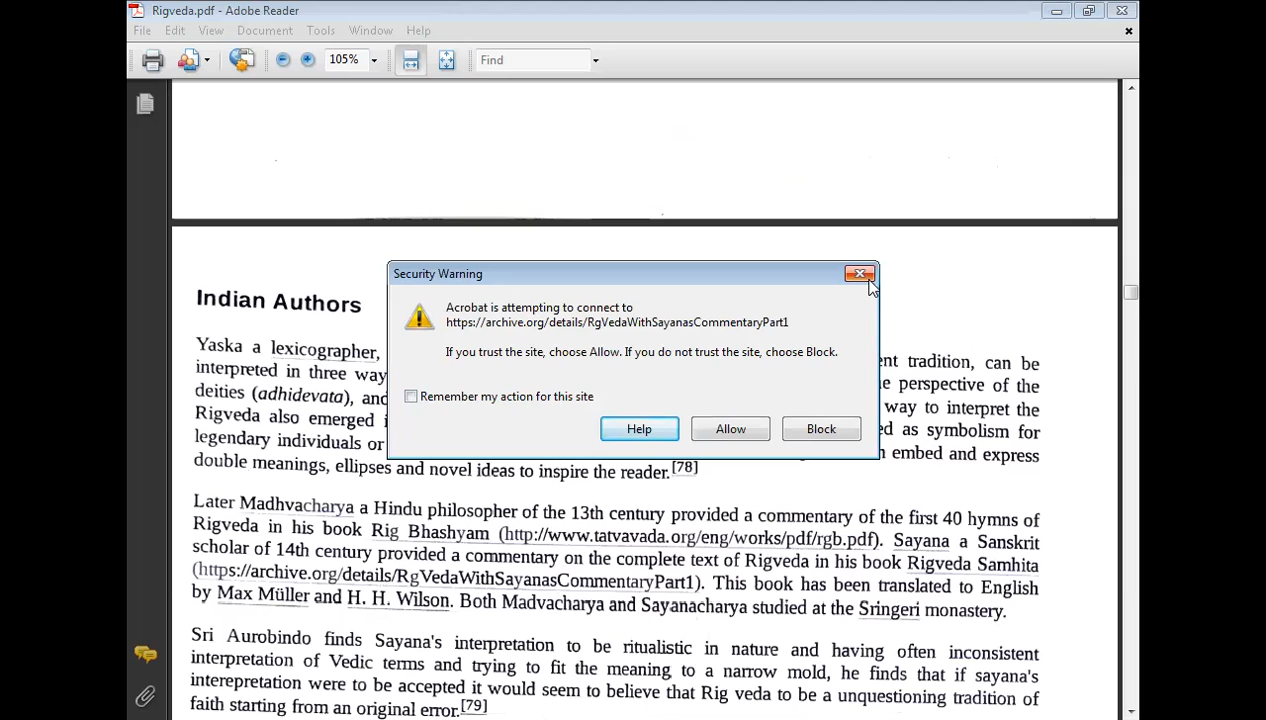 Rigveda.pdf - Adobe Reader
File Edit View Document Tools Window Help
105% Find
Indian Authors
Security Warning
Acrobat is attempting to connect to
https://archive.org/details/RgVedaWithSayanasCommentaryPart1
If you trust the site, choose Allow. If you do not trust the site, choose Block.
Remember my action for this site
Help Allow Block
Yaska a lexicographer, ent tradition, can be
interpreted in three way e perspective of the
deities (adhidevata), and way to interpret the
Rigveda also emerged i ed as symbolism for
legendary individuals or n embed and express
double meanings, ellipses and novel ideas to inspire the reader.[78]
Later Madhvacharya a Hindu philosopher of the 13th century provided a commentary of the first 40 hymns of
Rigveda in his book Rig Bhashyam (http://www.tatvavada.org/eng/works/pdf/rgb.pdf). Sayana a Sanskrit
scholar of 14th century provided a commentary on the complete text of Rigveda in his book Rigveda Samhita
(https://archive.org/details/RgVedaWithSayanasCommentaryPart1). This book has been translated to English
by Max Müller and H. H. Wilson. Both Madvacharya and Sayanacharya studied at the Sringeri monastery.
Sri Aurobindo finds Sayana's interpretation to be ritualistic in nature and having often inconsistent
interpretation of Vedic terms and trying to fit the meaning to a narrow mold, he finds that if sayana's
interepretation were to be accepted it would seem to believe that Rig veda to be a unquestioning tradition of
faith starting from an original error.[79]